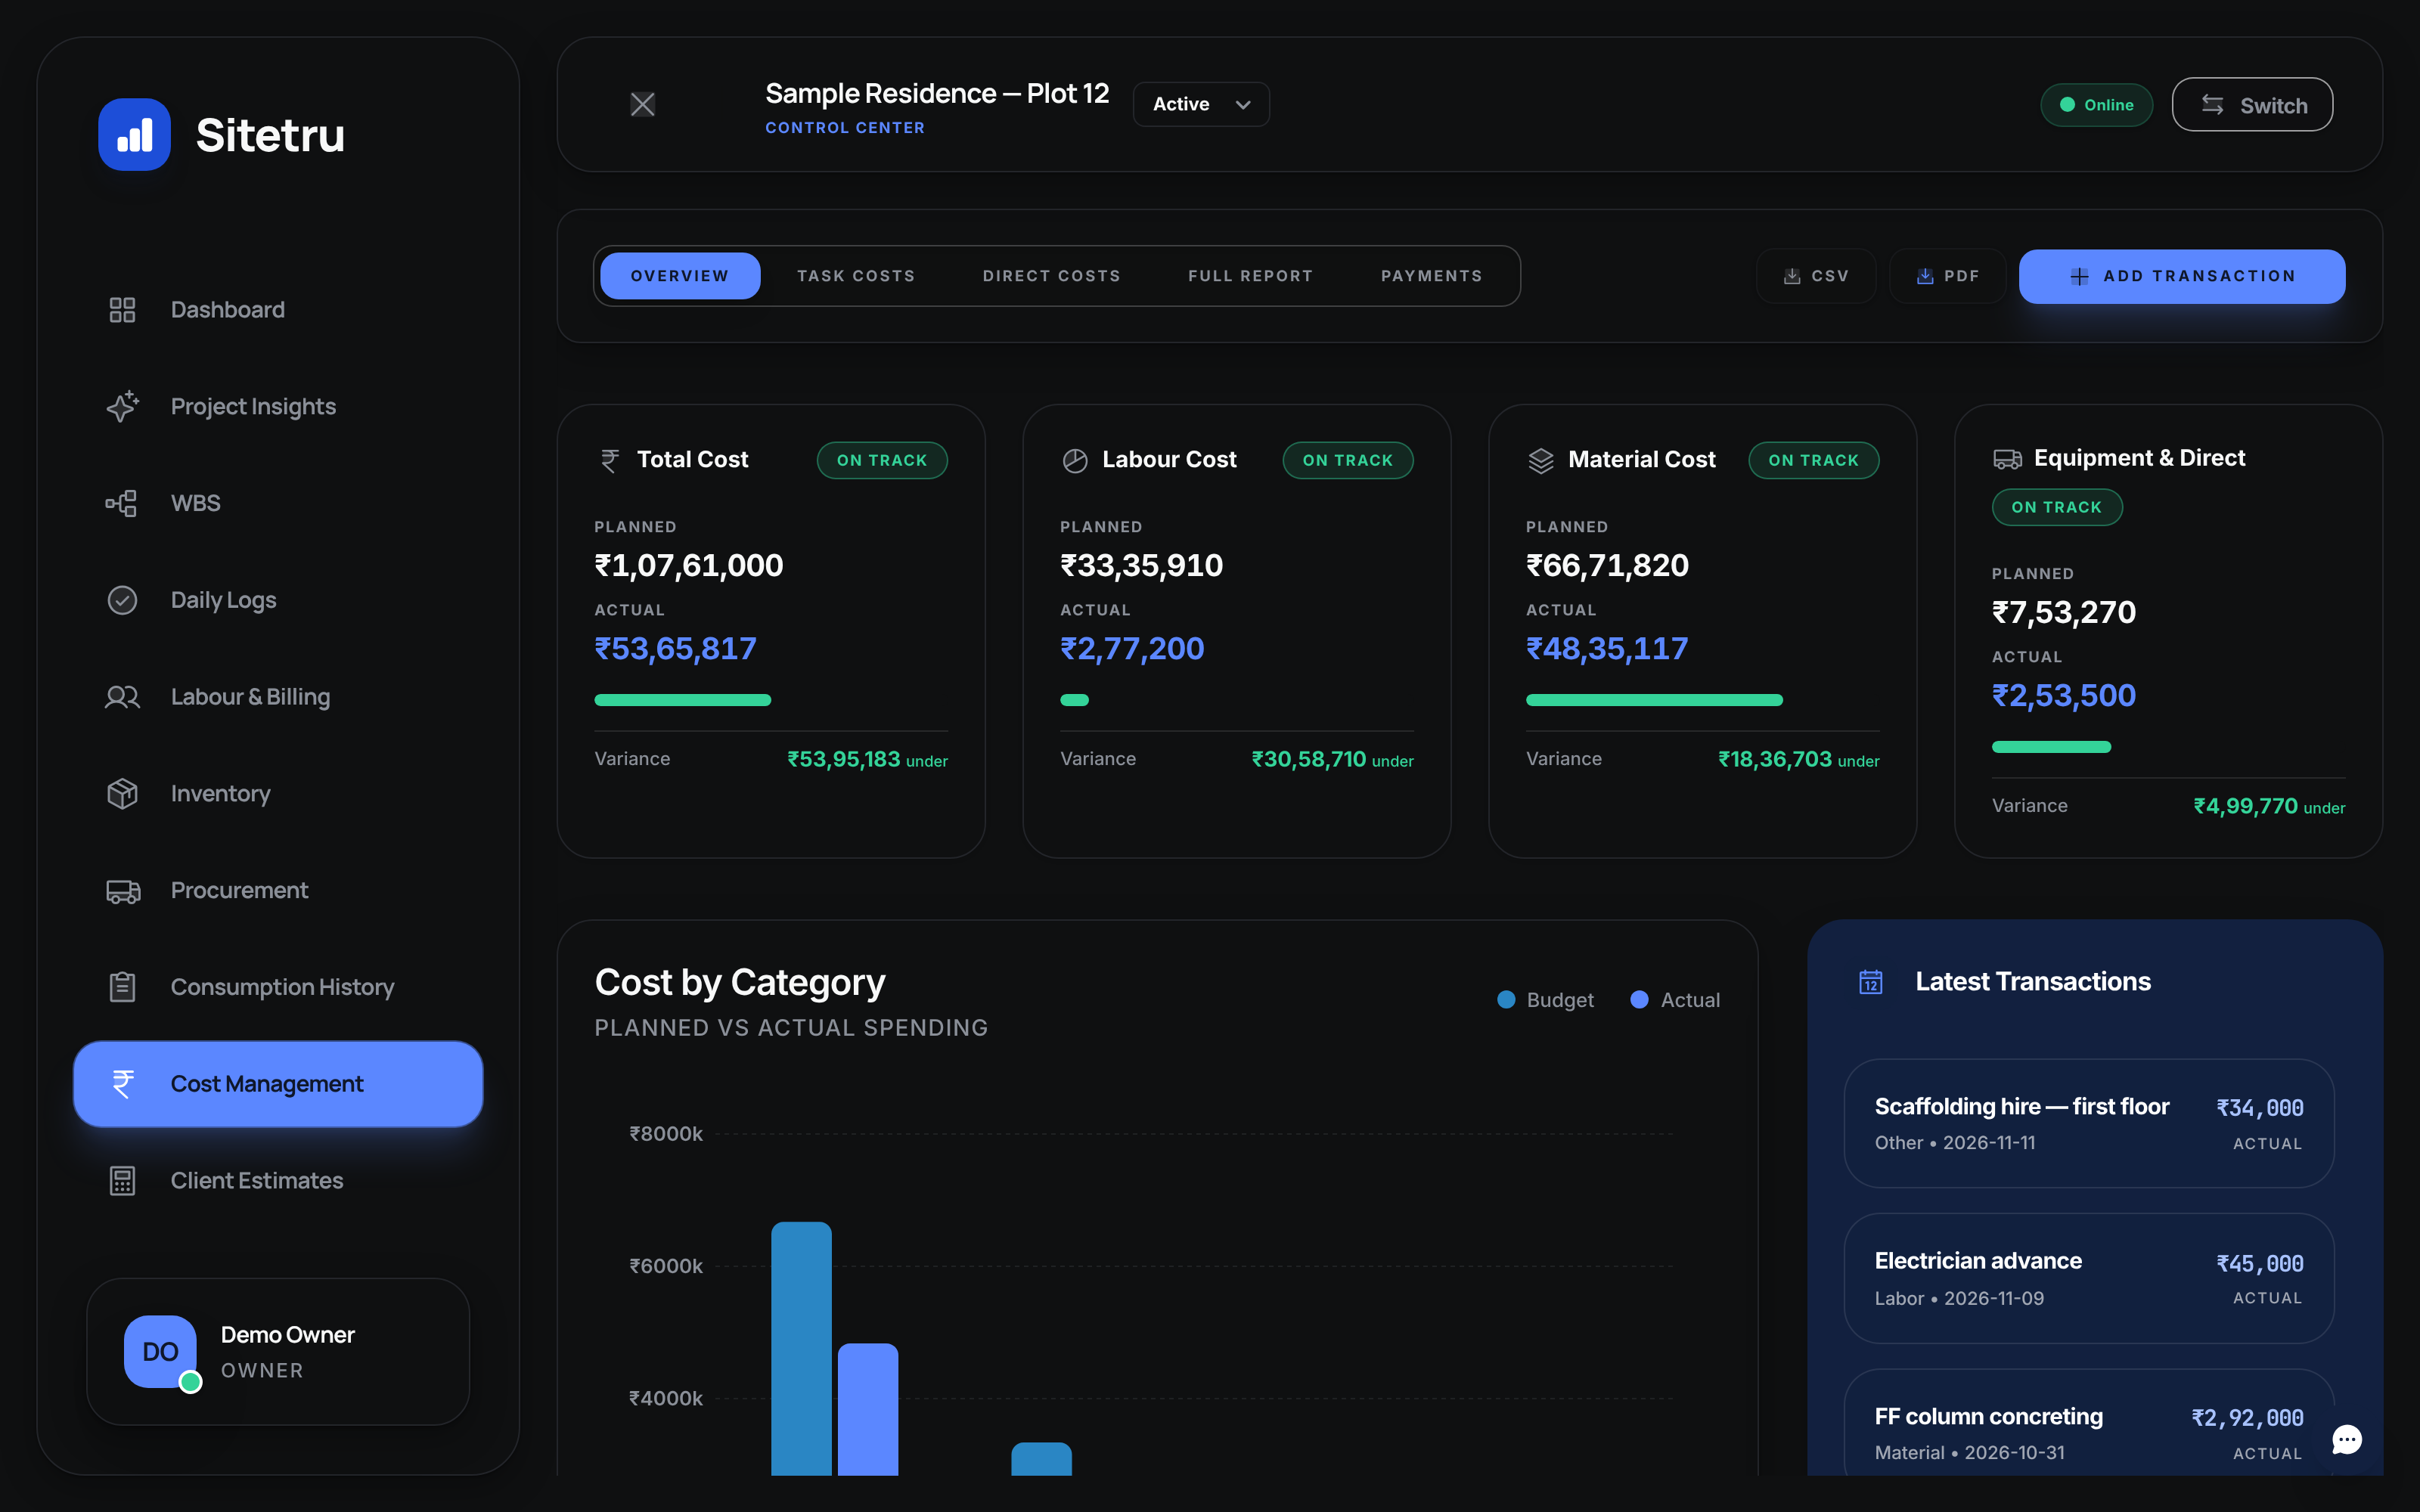 Sitetru
Dashboard
Project Insights
WBS
Daily Logs
Labour & Billing
Inventory
Procurement
Consumption History
Cost Management
Client Estimates
DO
Demo Owner
OWNER
Sample Residence — Plot 12
CONTROL CENTER
Active
Online
Switch
OVERVIEW TASK COSTS DIRECT COSTS FULL REPORT PAYMENTS
CSV PDF ADD TRANSACTION
Total Cost ON TRACK
PLANNED
₹1,07,61,000
ACTUAL
₹53,65,817
Variance ₹53,95,183 under
Labour Cost ON TRACK
PLANNED
₹33,35,910
ACTUAL
₹2,77,200
Variance ₹30,58,710 under
Material Cost ON TRACK
PLANNED
₹66,71,820
ACTUAL
₹48,35,117
Variance ₹18,36,703 under
Equipment & Direct
ON TRACK
PLANNED
₹7,53,270
ACTUAL
₹2,53,500
Variance ₹4,99,770 under
Cost by Category
PLANNED VS ACTUAL SPENDING
Budget Actual
₹8000k
₹6000k
₹4000k
12
Latest Transactions
Scaffolding hire — first floor ₹34,000
Other • 2026-11-11 ACTUAL
Electrician advance ₹45,000
Labor • 2026-11-09 ACTUAL
FF column concreting ₹2,92,000
Material • 2026-10-31 ACTUAL